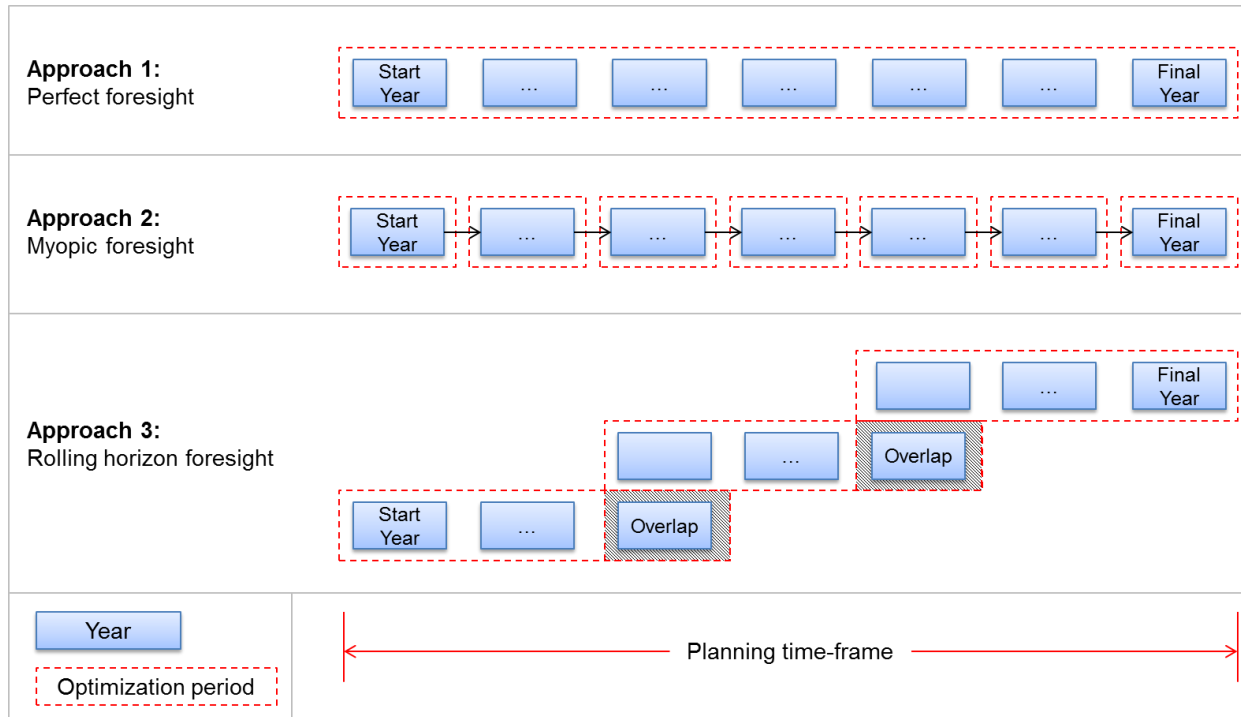 Approach 1:
Perfect foresight
Start
Year
...
...
...
...
...
Final
Year
Approach 2:
Myopic foresight
Start
Year
...
...
...
...
...
Final
Year
Approach 3:
Rolling horizon foresight
...
Final
Year
...
Overlap
Start
Year
...
Overlap
Year
Optimization period
Planning time-frame